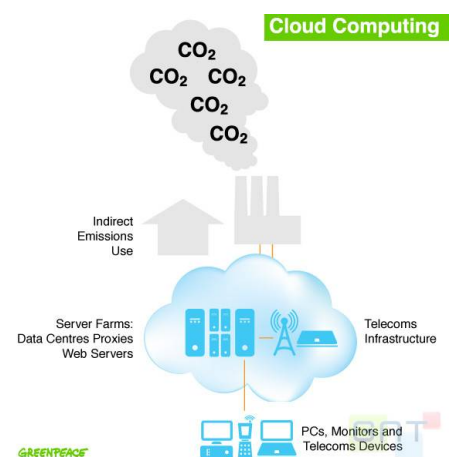 Cloud Computing
CO₂
CO₂ CO₂
CO₂
CO₂
Indirect
Emissions
Use
Server Farms:
Data Centres Proxies
Web Servers
Telecoms
Infrastructure
PCs, Monitors and
Telecoms Devices
GREENPEACE